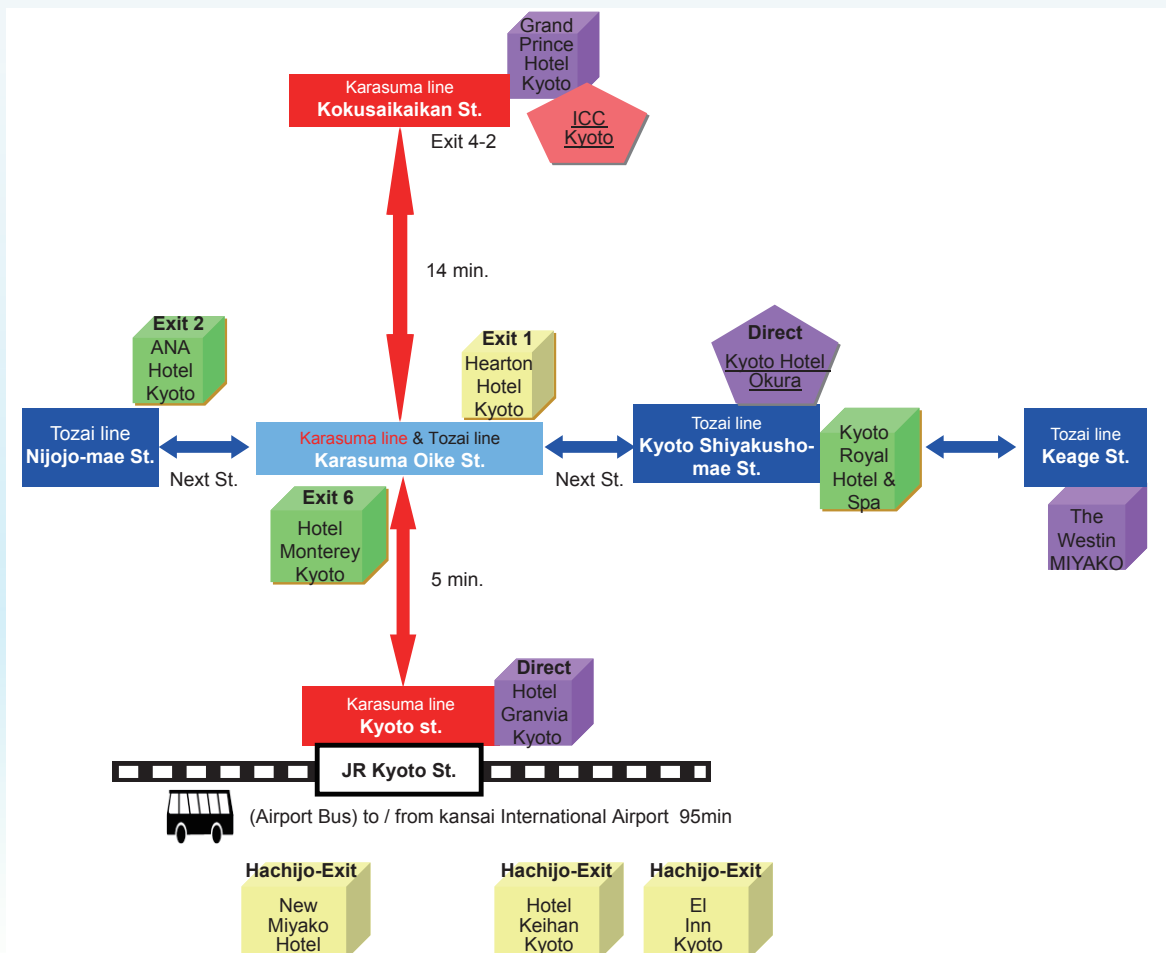 Grand
Prince
Hotel
Kyoto
Karasuma line
Kokusaikaikan St.
ICC
Kyoto
Exit 4-2
14 min.
Exit 2
ANA
Hotel
Kyoto
Exit 1
Hearton
Hotel
Kyoto
Direct
Kyoto Hotel
Okura
Tozai line
Nijojo-mae St.
Next St.
Karasuma line & Tozai line
Karasuma Oike St.
Next St.
Tozai line
Kyoto Shiyakusho-
mae St.
Kyoto
Royal
Hotel &
Spa
Tozai line
Keage St.
Exit 6
Hotel
Monterey
Kyoto
The
Westin
MIYAKO
5 min.
Karasuma line
Kyoto st.
Direct
Hotel
Granvia
Kyoto
JR Kyoto St.
(Airport Bus) to / from kansai International Airport 95min
Hachijo-Exit
New
Miyako
Hotel
Hachijo-Exit
Hotel
Keihan
Kyoto
Hachijo-Exit
El
Inn
Kyoto